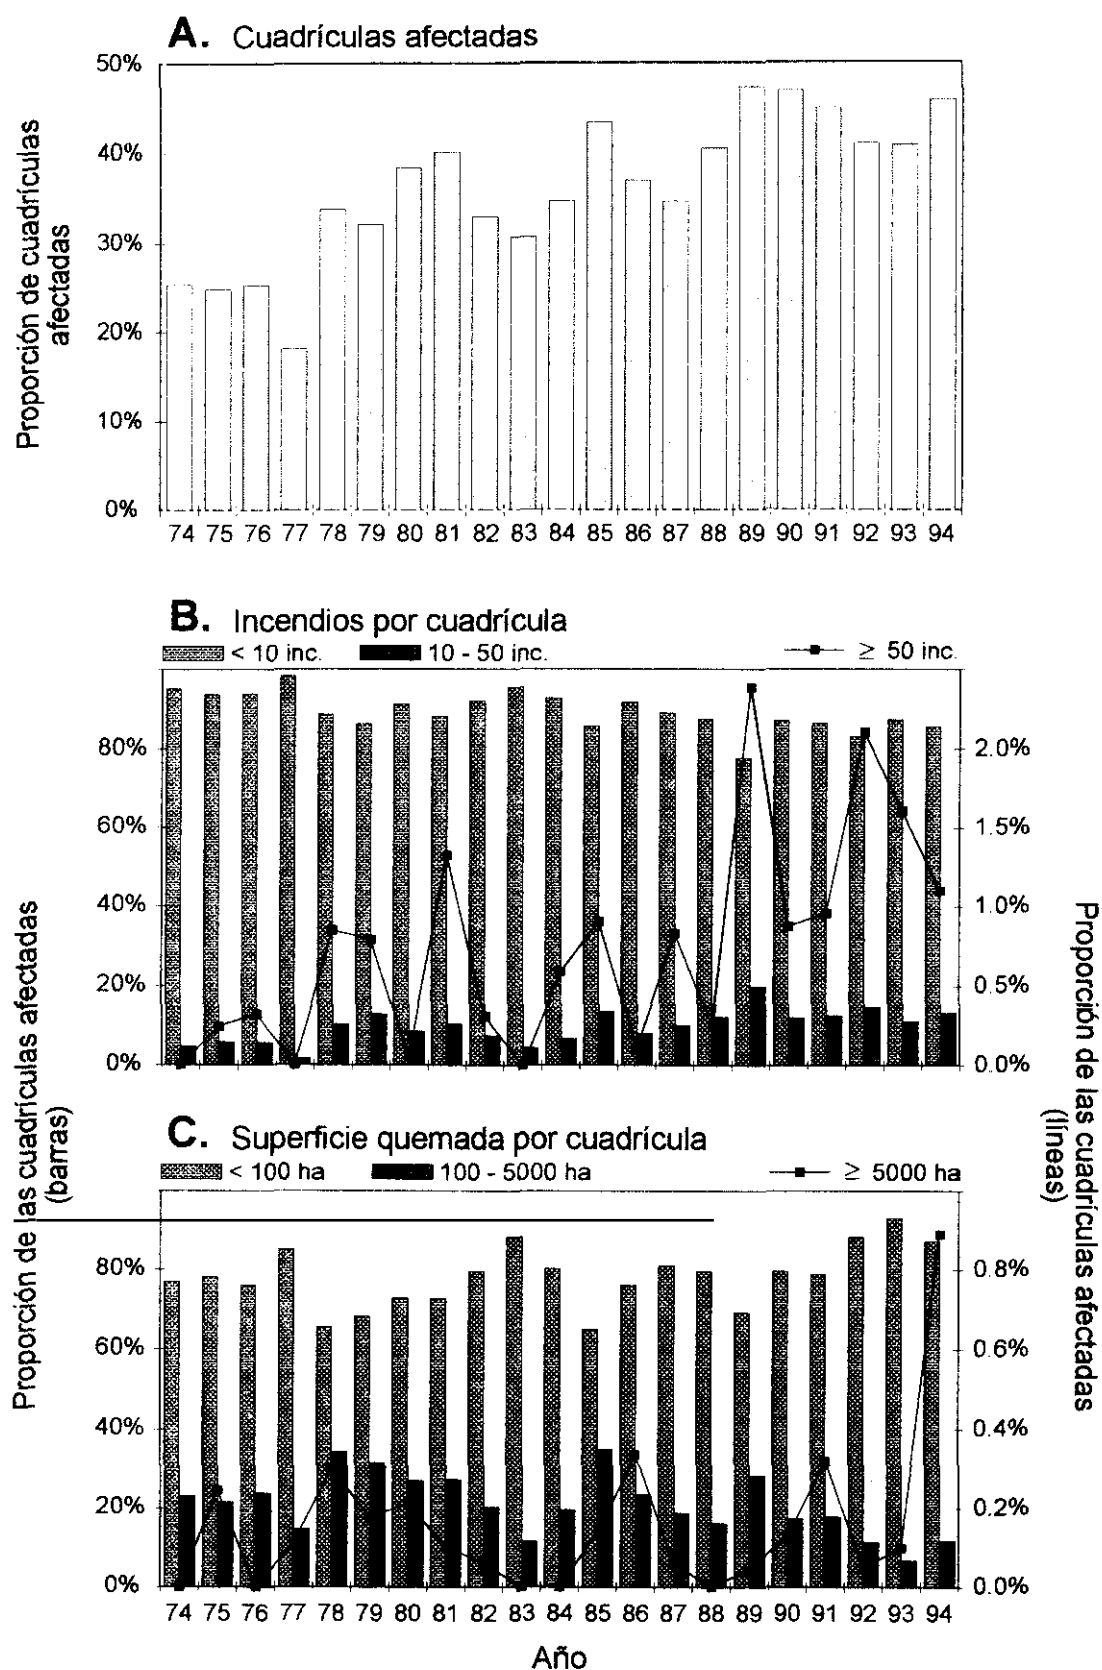 A. Cuadrículas afectadas
50%
40%
30%
20%
10%
0%
Proporción de cuadrículas
afectadas
74 75 76 77 78 79 80 81 82 83 84 85 86 87 88 89 90 91 92 93 94
B. Incendios por cuadrícula
< 10 inc. 10 - 50 inc. ≥ 50 inc.
80% 2.0%
60% 1.5%
40% 1.0%
20% 0.5%
0% 0.0%
Proporción de las cuadrículas afectadas
(barras)
Proporción de las cuadrículas afectadas
(líneas)
C. Superficie quemada por cuadrícula
< 100 ha 100 - 5000 ha ≥ 5000 ha
80% 0.8%
60% 0.6%
40% 0.4%
20% 0.2%
0% 0.0%
74 75 76 77 78 79 80 81 82 83 84 85 86 87 88 89 90 91 92 93 94
Año